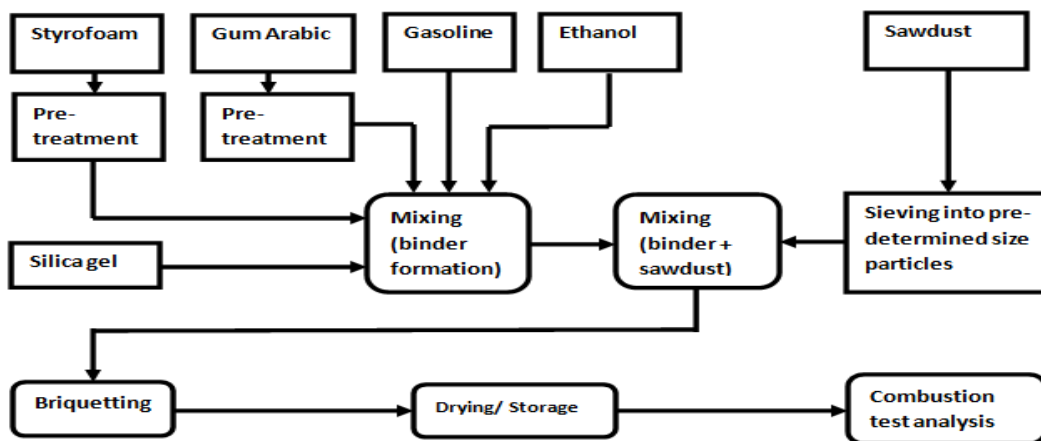 Styrofoam
Gum Arabic
Gasoline
Ethanol
Sawdust
Pre-
treatment
Pre-
treatment
Mixing
(binder
formation)
Mixing
(binder +
sawdust)
Sieving into pre-
determined size
particles
Silica gel
Briquetting
Drying/ Storage
Combustion
test analysis